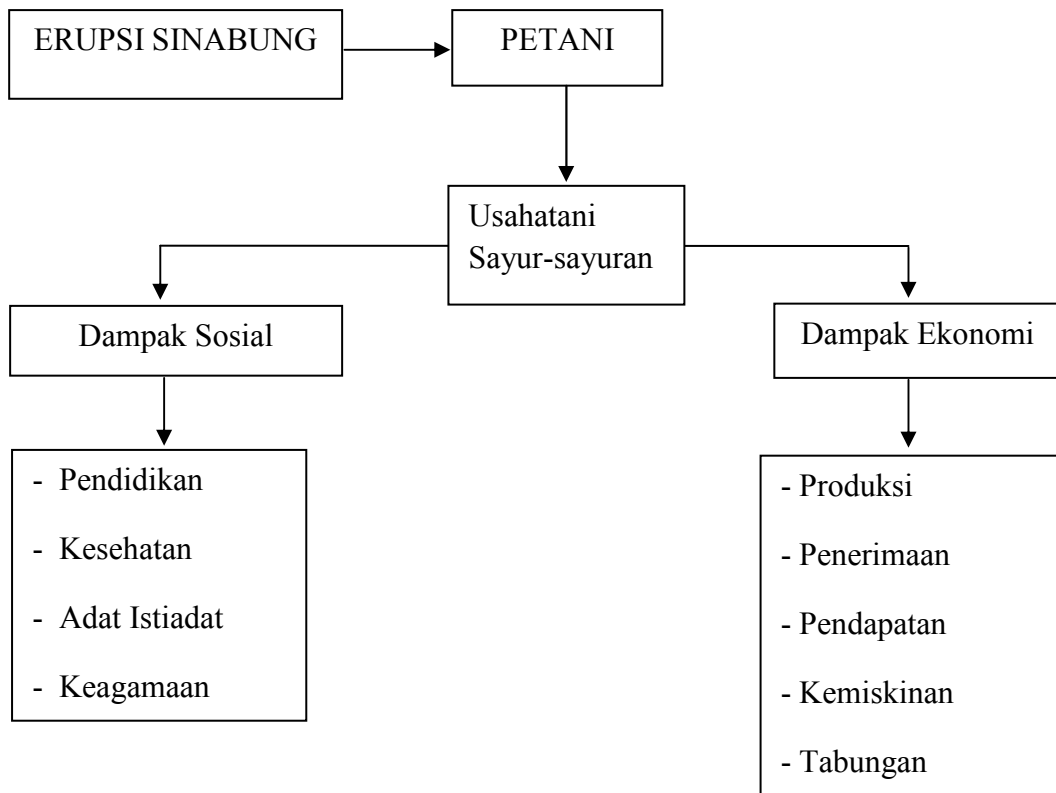 ERUPSI SINABUNG
PETANI
Usahatani
Sayur-sayuran
Dampak Sosial
Dampak Ekonomi
- Pendidikan
- Kesehatan
- Adat Istiadat
- Keagamaan
- Produksi
- Penerimaan
- Pendapatan
- Kemiskinan
- Tabungan